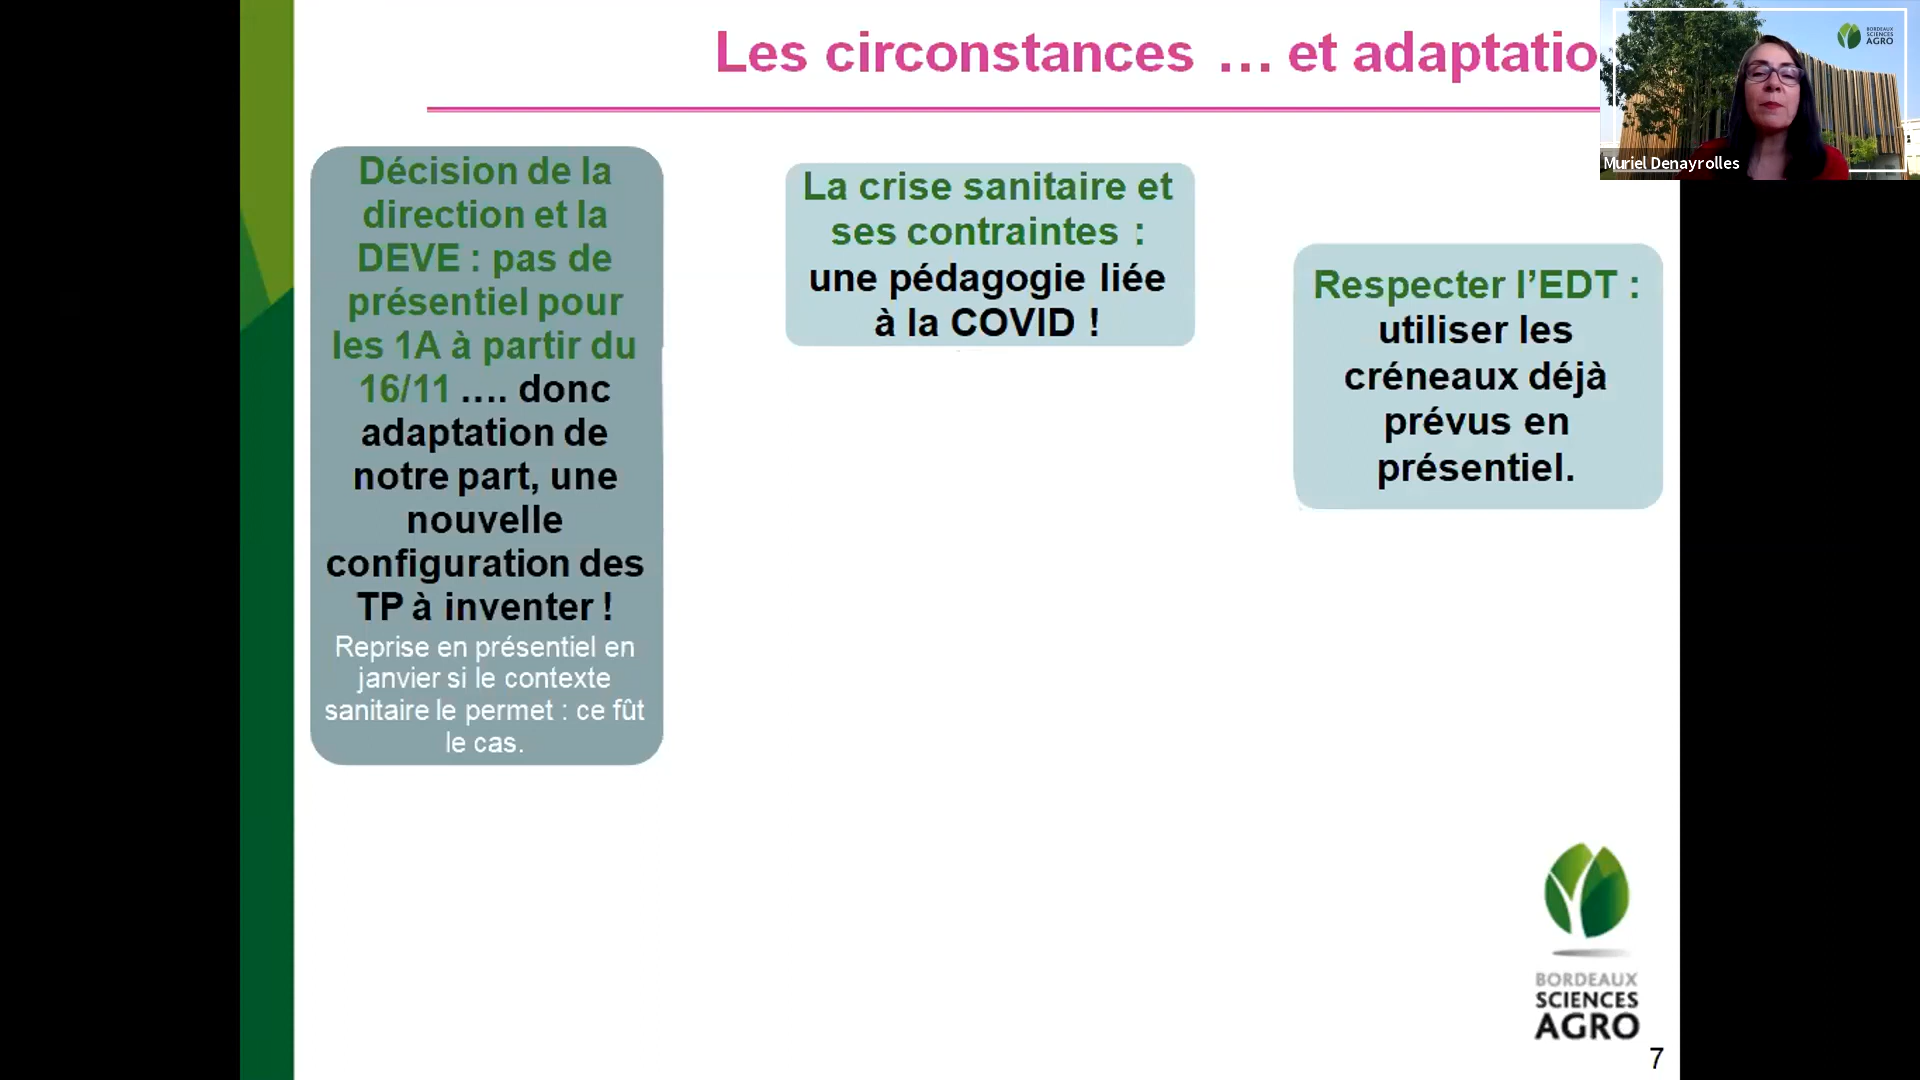 Les circonstances … et adaptatio
Décision de la
direction et la
DEVE : pas de
présentiel pour
les 1A à partir du
16/11 .... donc
adaptation de
notre part, une
nouvelle
configuration des
TP à inventer !
Reprise en présentiel en
janvier si le contexte
sanitaire le permet : ce fût
le cas.
La crise sanitaire et
ses contraintes :
une pédagogie liée
à la COVID !
Respecter l’EDT :
utiliser les
créneaux déjà
prévus en
présentiel.
BORDEAUX
SCIENCES
AGRO
Muriel Denayrolles
BORDEAUX
SCIENCES
AGRO
7